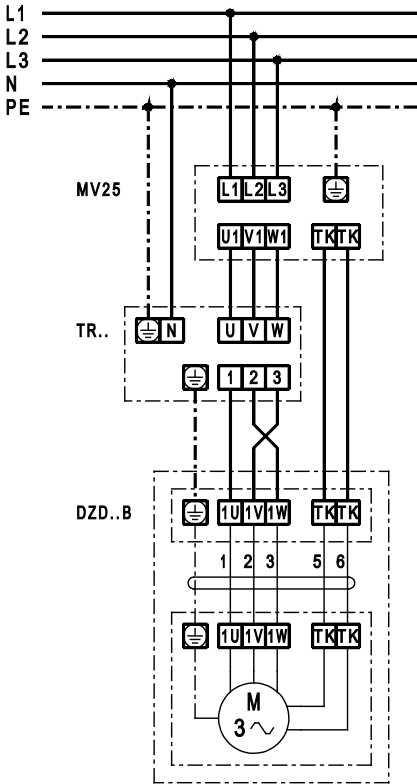 L1
L2
L3
N
PE
MV25
L1 L2 L3
U1 V1 W1 TK TK
TR.. N U V W
1 2 3
DZD..B 1U 1V 1W TK TK
1 2 3 5 6
1U 1V 1W TK TK
M
3